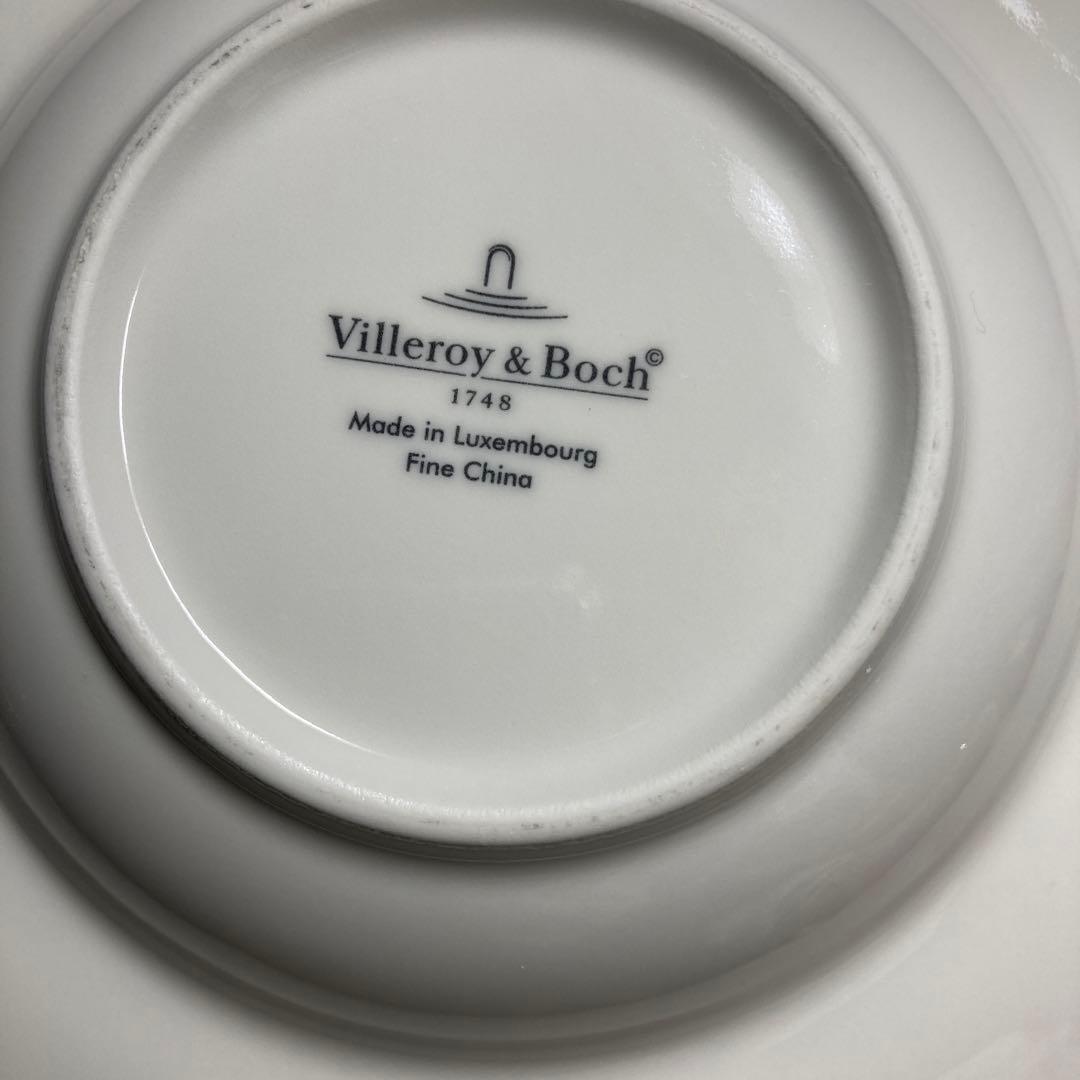 Villeroy & Boch©
1748
Made in Luxembourg
Fine China